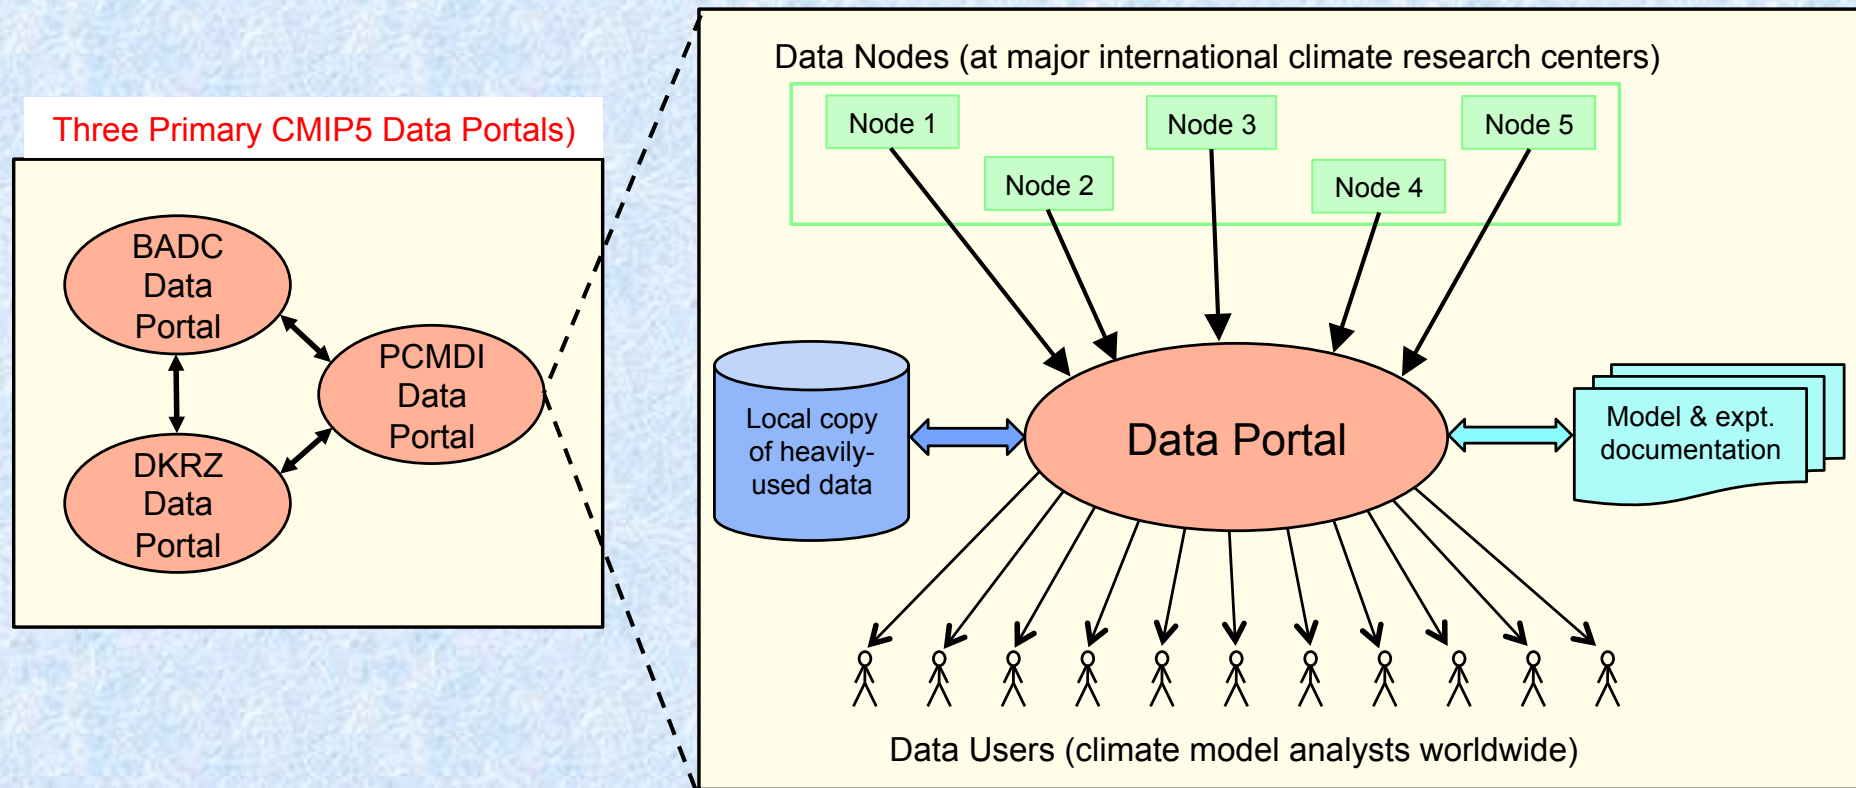 Three Primary CMIP5 Data Portals)
BADC
Data
Portal
PCMDI
Data
Portal
DKRZ
Data
Portal
Data Nodes (at major international climate research centers)
Node 1
Node 2
Node 3
Node 4
Node 5
Local copy
of heavily-
used data
Data Portal
Model & expt.
documentation
Data Users (climate model analysts worldwide)